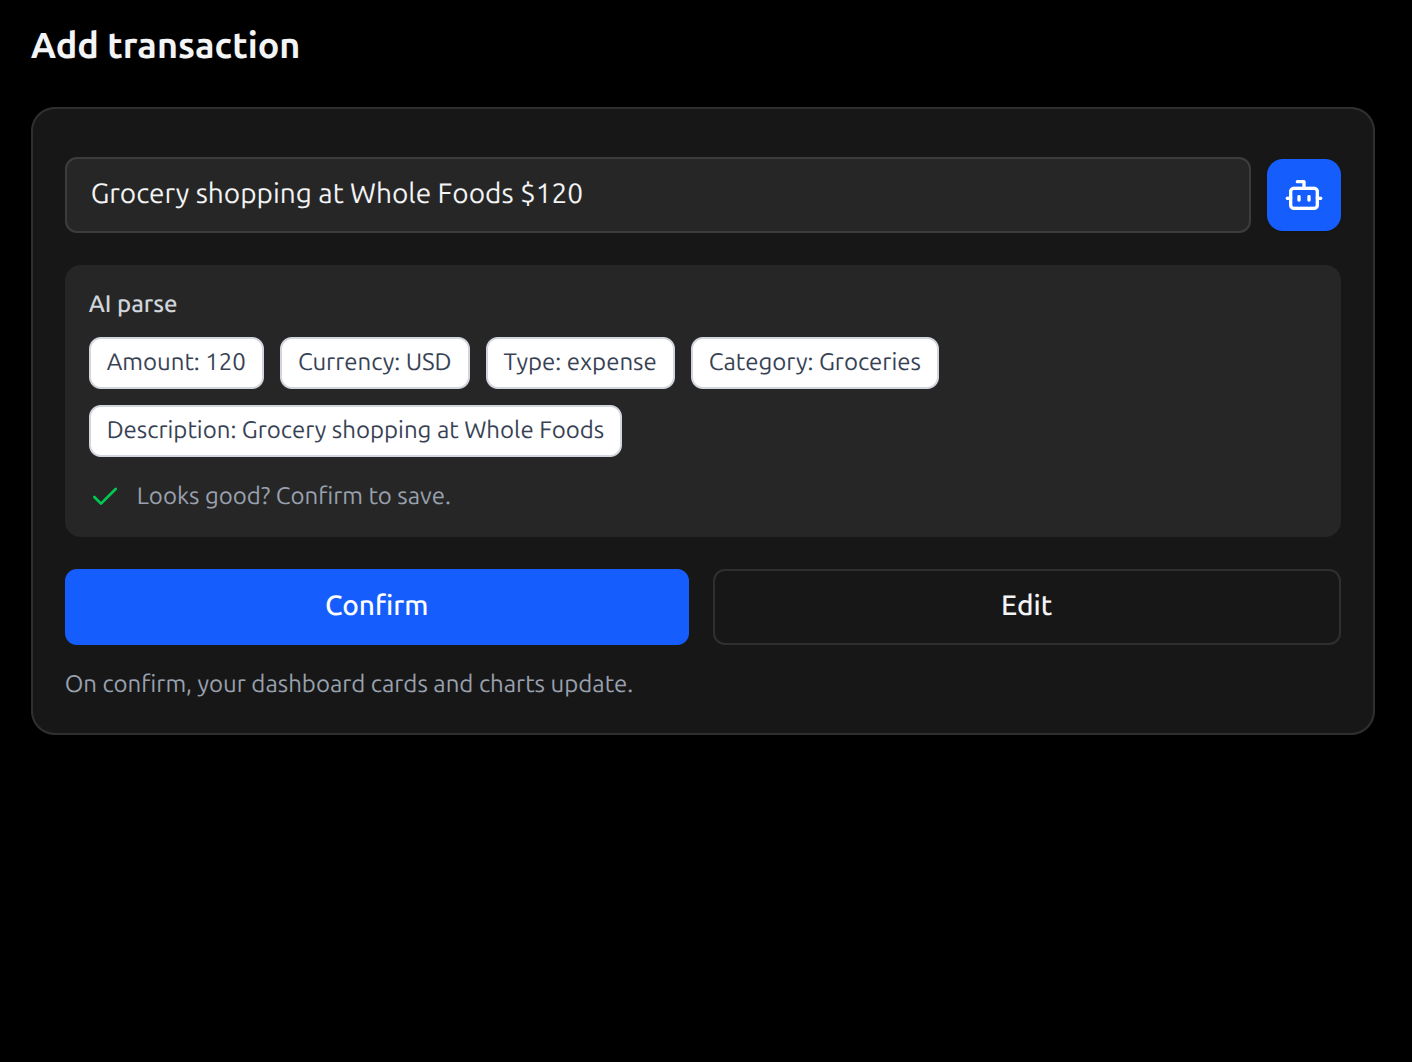 Add transaction
Grocery shopping at Whole Foods $120
AI parse
Amount: 120 Currency: USD Type: expense Category: Groceries
Description: Grocery shopping at Whole Foods
Looks good? Confirm to save.
Confirm Edit
On confirm, your dashboard cards and charts update.